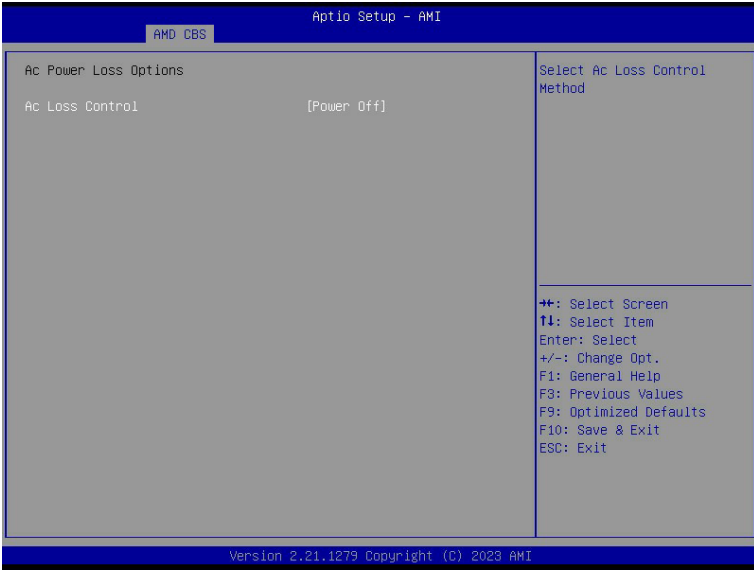 Aptio Setup – AMI
AMD CBS
Ac Power Loss Options
Ac Loss Control [Power Off]
Select Ac Loss Control
Method
→←: Select Screen
↑↓: Select Item
Enter: Select
+/-: Change Opt.
F1: General Help
F3: Previous Values
F9: Optimized Defaults
F10: Save & Exit
ESC: Exit
Version 2.21.1279 Copyright (C) 2023 AMI